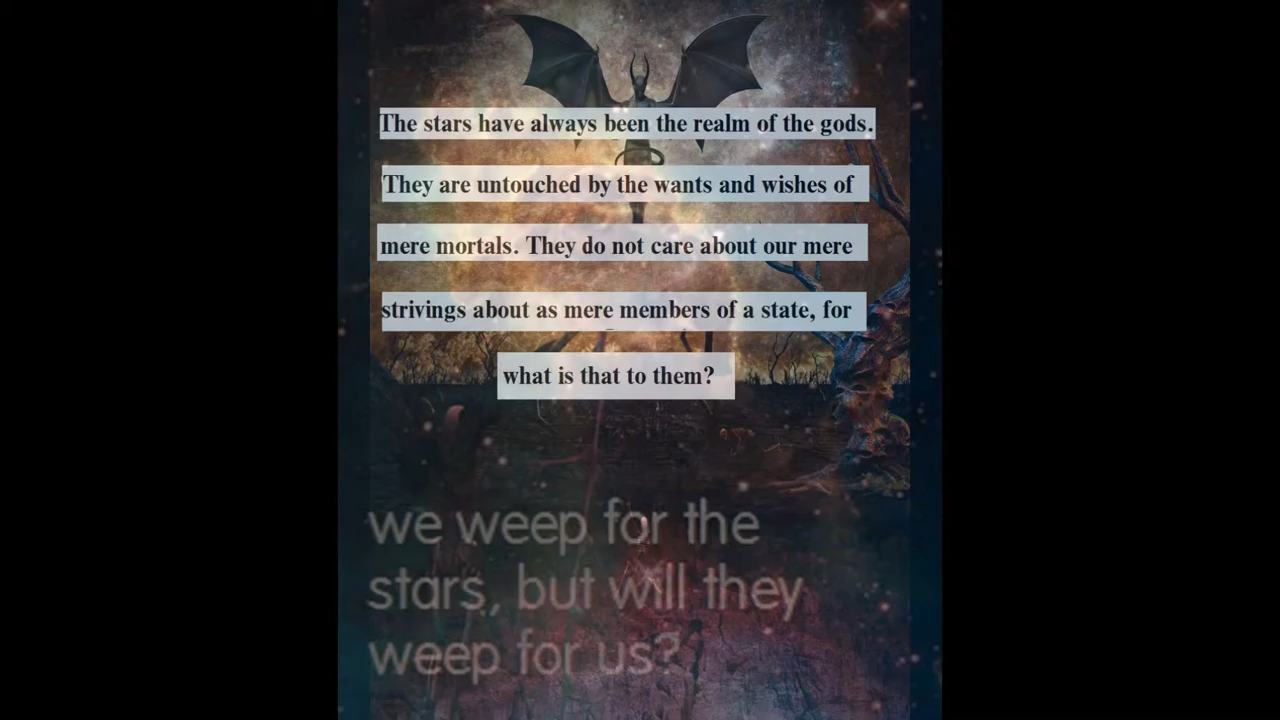 The stars have always been the realm of the gods.
They are untouched by the wants and wishes of
mere mortals. They do not care about our mere
strivings about as mere members of a state, for
what is that to them?
we weep for the
stars, but will they
weep for us?